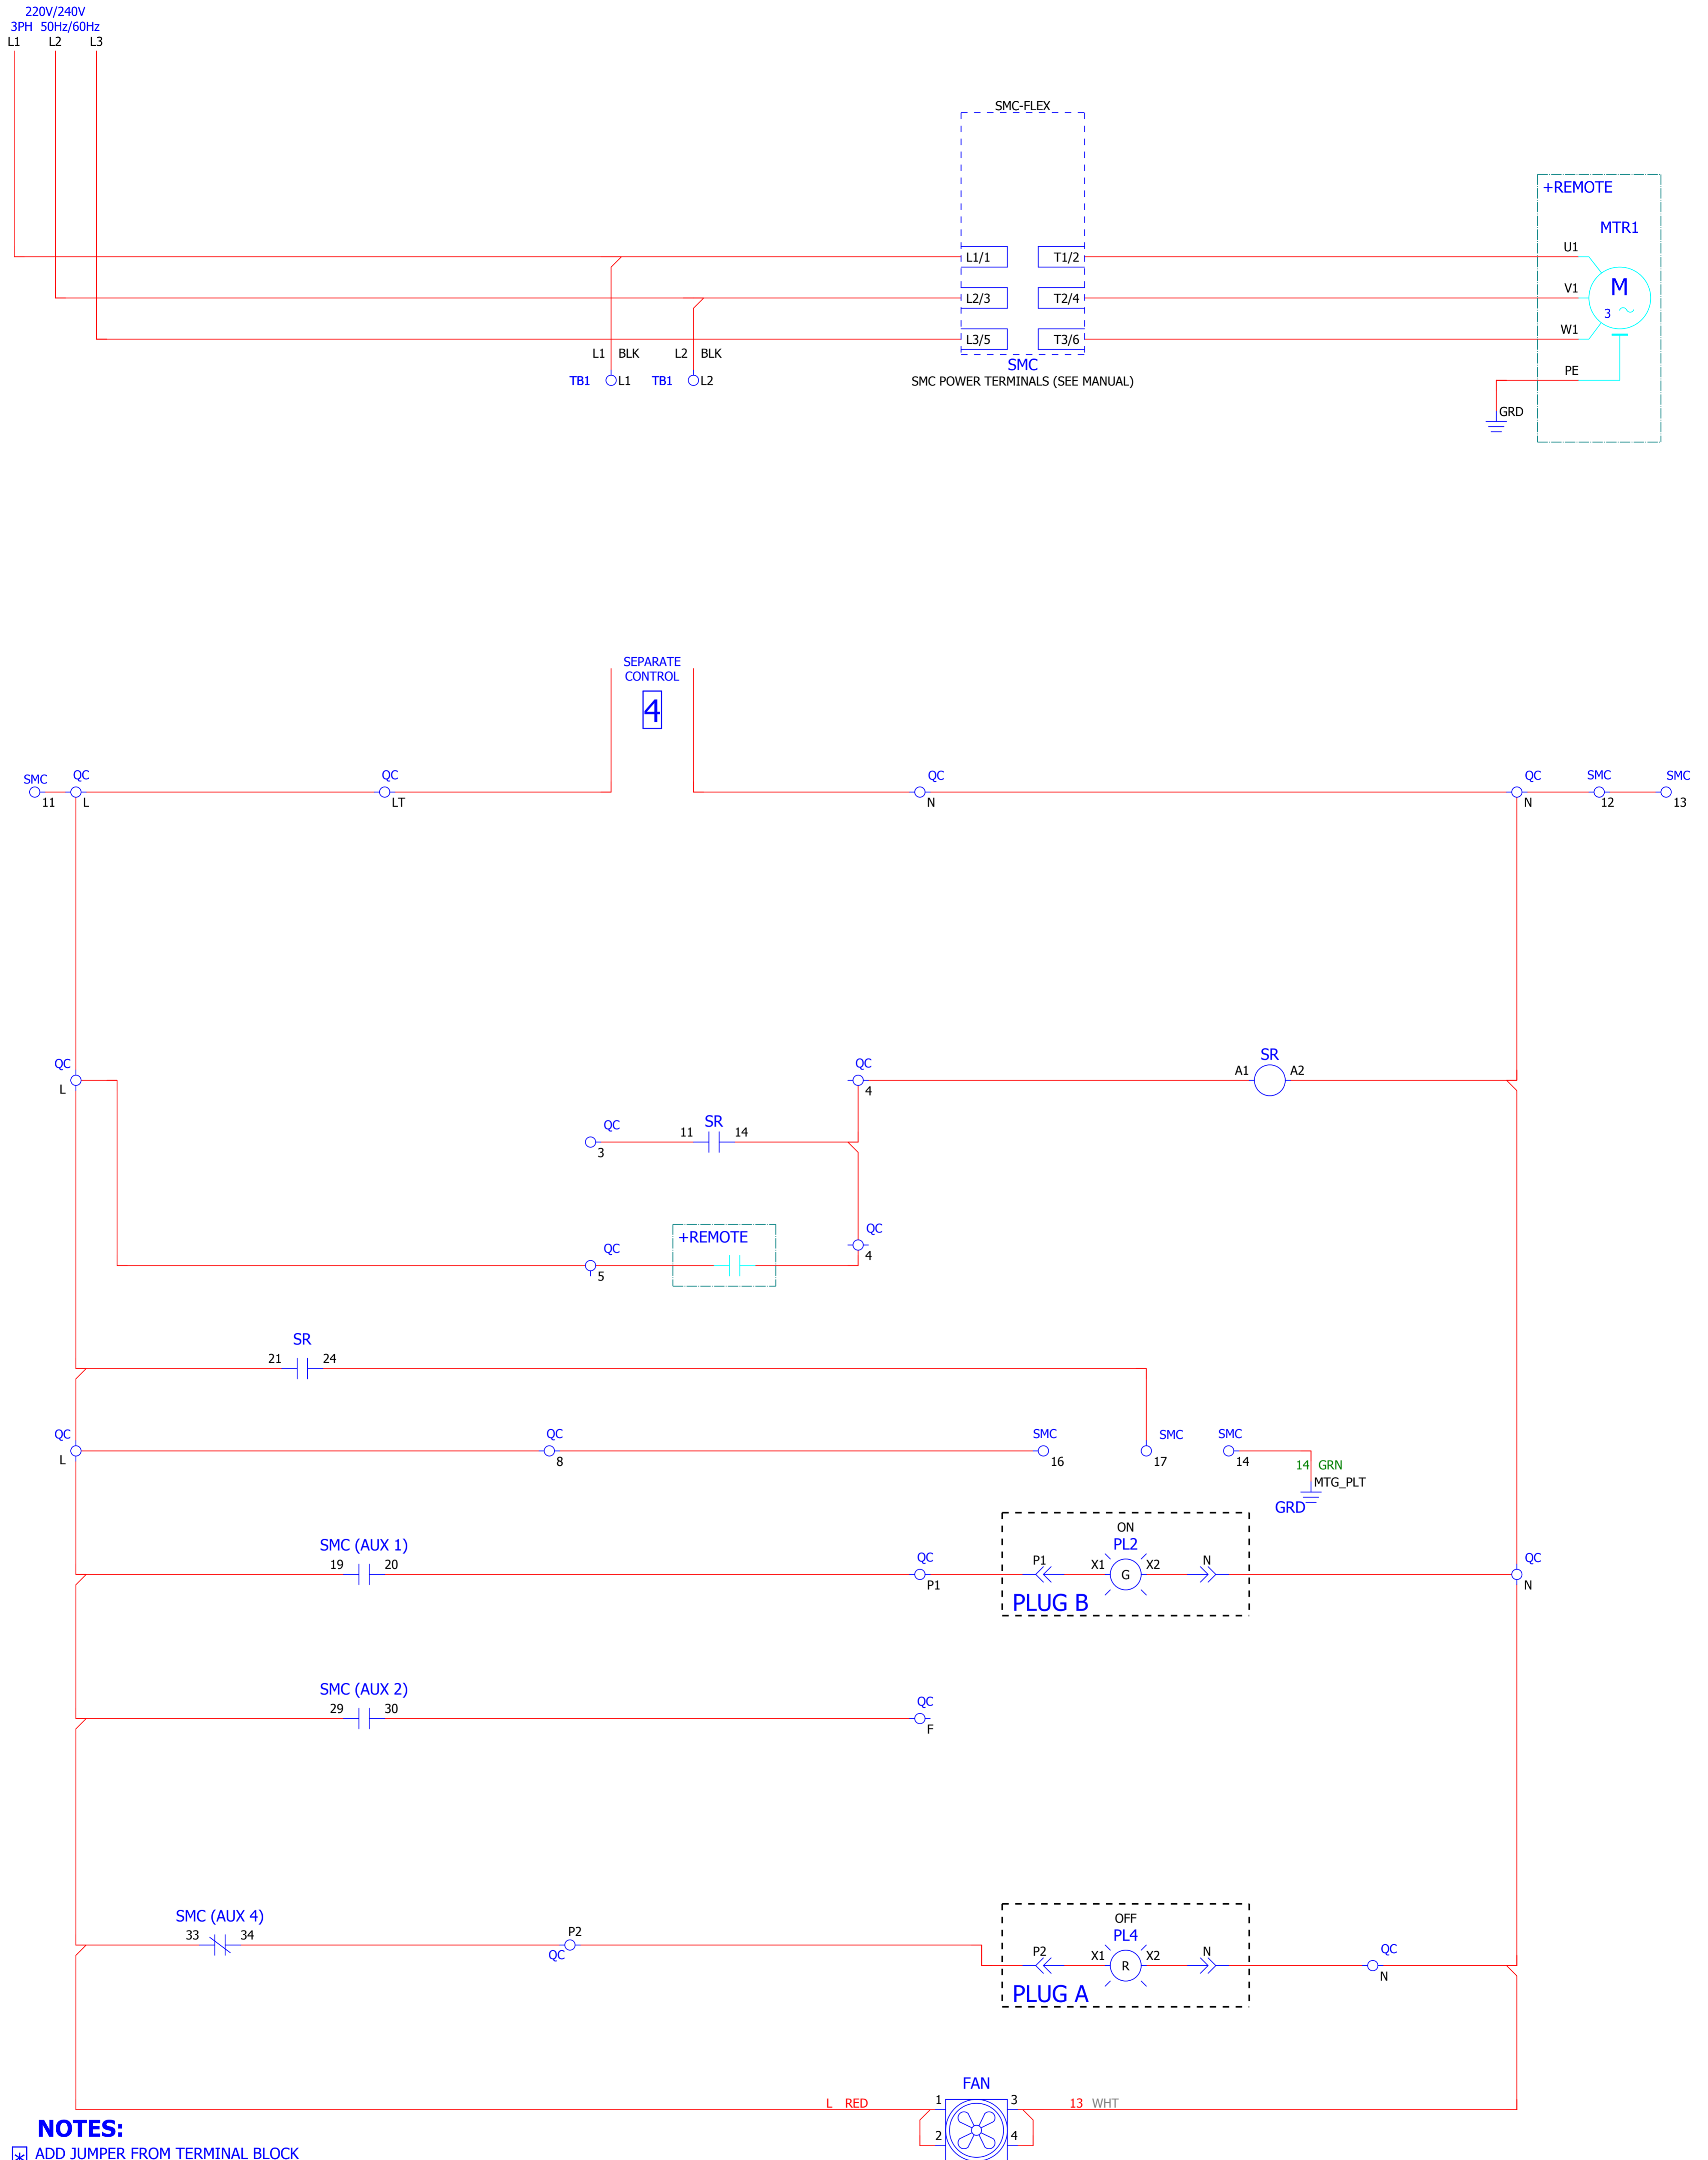 220V/240V
3PH 50Hz/60Hz
L1 L2 L3
SMC-FLEX
+REMOTE
MTR1
L1/1 T1/2 U1
L2/3 T2/4 V1 M
3
L3/5 T3/6 W1
L1 BLK L2 BLK
SMC
TB1 L1 TB1 L2
SMC POWER TERMINALS (SEE MANUAL)
PE
GRD
SEPARATE
CONTROL
4
SMC QC QC QC QC SMC SMC
11 L LT N N 12 13
QC QC SR
A1 A2
L 4
QC 11 SR 14
3
+REMOTE QC
QC 4
5
SR
21 24
QC QC SMC SMC SMC
L 8 16 17 14
14 GRN
MTG_PLT
GRD
ON
SMC (AUX 1) PL2
19 20 QC P1 X1 G X2 N QC
P1 N
PLUG B
SMC (AUX 2)
29 30 QC
F
SMC (AUX 4) OFF
33 34 P2 PL4
QC P2 X1 R X2 N QC
N
PLUG A
FAN
L RED 1 3 13 WHT
2 4
NOTES:
* ADD JUMPER FROM TERMINAL BLOCK